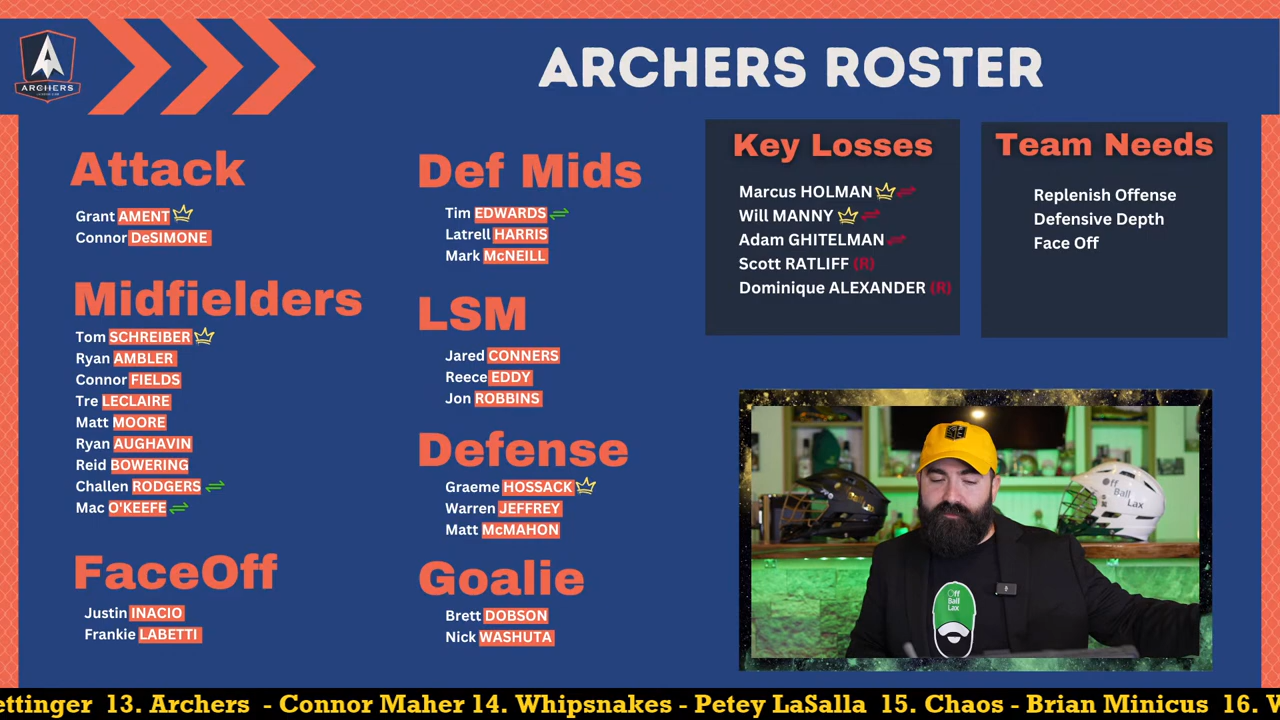 ARCHERS
ARCHERS ROSTER
Attack
Grant AMENT
Connor DeSIMONE
Midfielders
Tom SCHREIBER
Ryan AMBLER
Connor FIELDS
Tre LECLAIRE
Matt MOORE
Ryan AUGHAVIN
Reid BOWERING
Challen RODGERS
Mac O'KEEFE
FaceOff
Justin INACIO
Frankie LABETTI
Def Mids
Tim EDWARDS
Latrell HARRIS
Mark McNEILL
LSM
Jared CONNERS
Reece EDDY
Jon ROBBINS
Defense
Graeme HOSSACK
Warren JEFFREY
Matt McMAHON
Goalie
Brett DOBSON
Nick WASHUTA
Key Losses
Marcus HOLMAN
Will MANNY
Adam GHITELMAN
Scott RATLIFF (R)
Dominique ALEXANDER (R)
Team Needs
Replenish Offense
Defensive Depth
Face Off
Off
Ball
Lax
Off
Ball
Lax
ettinger 13. Archers - Connor Maher 14. Whipsnakes - Petey LaSalla 15. Chaos - Brian Minicus 16. W